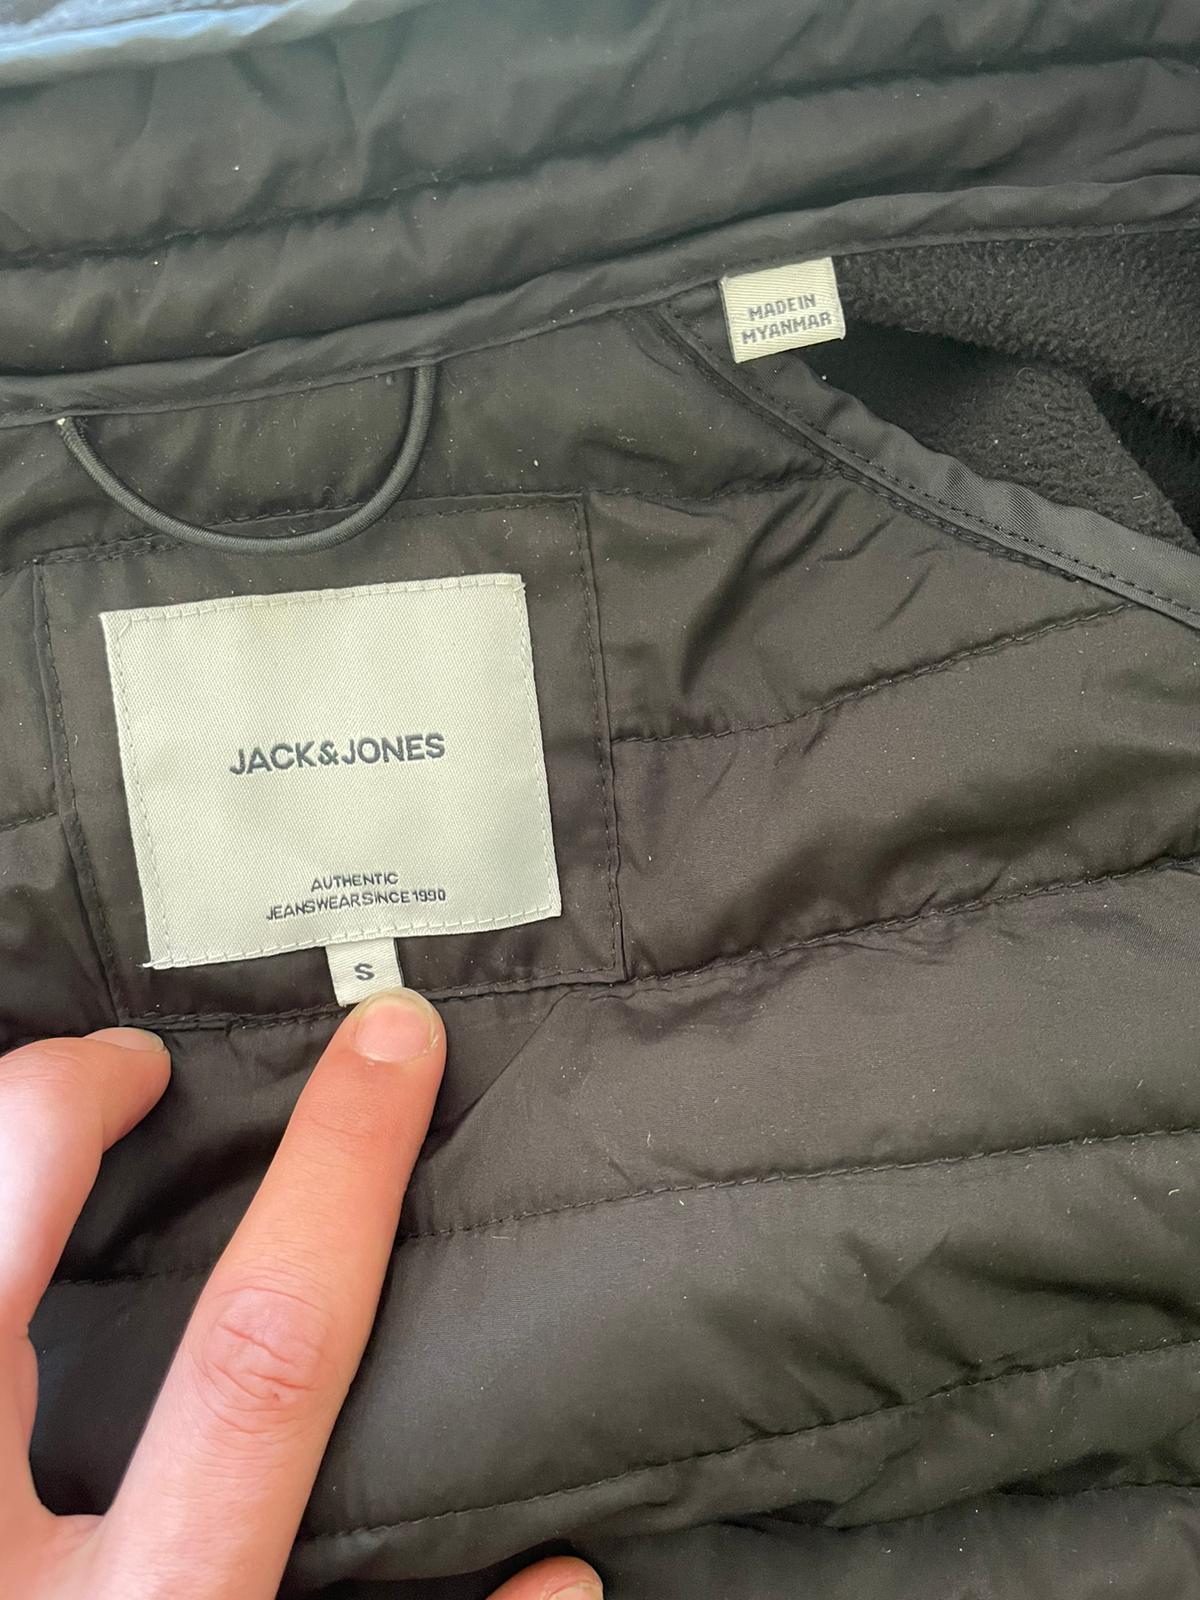 MADE IN
MYANMAR
JACK&JONES
AUTHENTIC
JEANSWEAR SINCE 1990
S